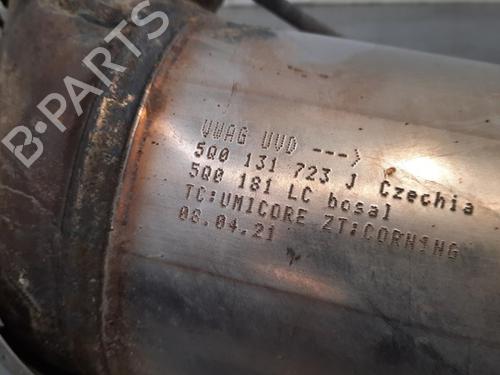 B-PARTS
VWAG UVD --->
5Q0 131 723 J Czechia
5Q0 181 LC bosal
TC:UMICORE ZT:CORNING
08.04.21